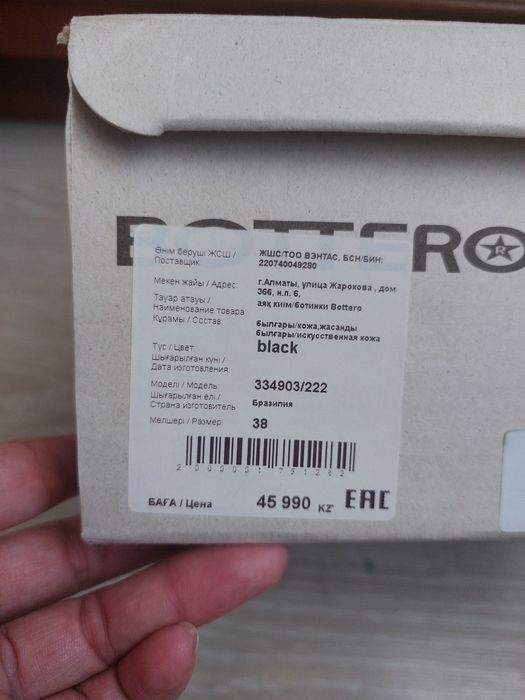 BOTTERO
Өнім беруші ЖСШ / ЖШС/ТОО ВЭНТАС, БСН/БИН:
Поставщик 220740049280
Мекен жайы / Адрес: г.Алматы, улица Жарокова , дом
366, н.п. 6,
Тауар атауы / аяқ киім/ботинки Bottero
Наименование товара
Құрамы / Состав былғары/кожа,жасанды
былғары/искусственная кожа
Түс / Цвет: black
Шығарылған күні /
Дата изготовления
Моделі / Модель: 334903/222
Шығарылған елі / Бразилия
Страна изготовитель
Мөлшері / Размер 38
БАҒА / Цена 45 990 KZ EAC